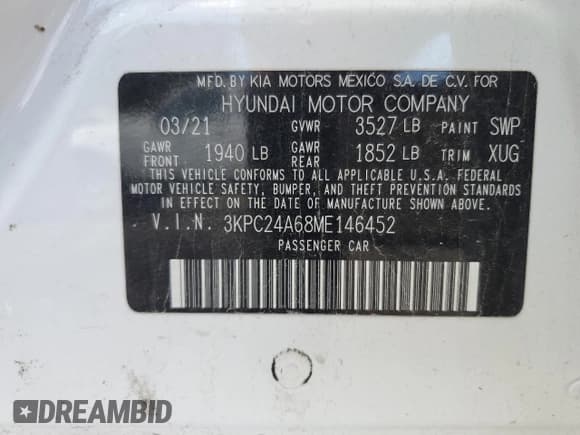 MFD. BY KIA MOTORS MEXICO S.A. DE C.V. FOR
HYUNDAI MOTOR COMPANY
03/21 GVWR 3527 LB PAINT SWP
GAWR FRONT 1940 LB GAWR REAR 1852 LB TRIM XUG
THIS VEHICLE CONFORMS TO ALL APPLICABLE U.S.A. FEDERAL
MOTOR VEHICLE SAFETY, BUMPER, AND THEFT PREVENTION STANDARDS
IN EFFECT ON THE DATE OF MANUFACTURE SHOWN ABOVE.
V.I.N. 3KPC24A68ME146452
PASSENGER CAR
DREAMBID